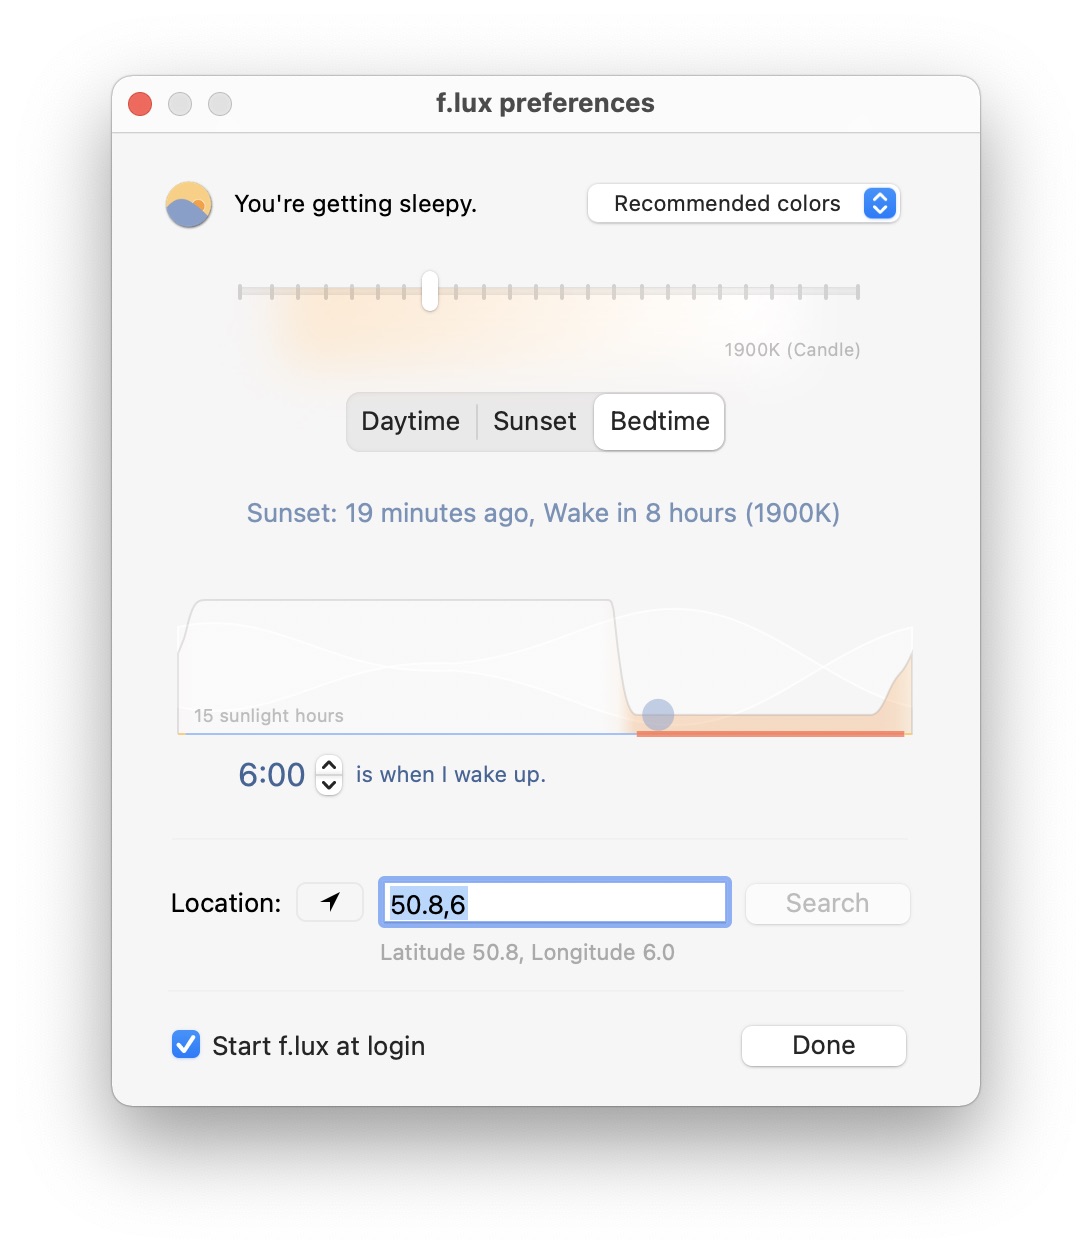 f.lux preferences
You're getting sleepy.
Recommended colors
1900K (Candle)
Daytime
Sunset
Bedtime
Sunset: 19 minutes ago, Wake in 8 hours (1900K)
15 sunlight hours
6:00 is when I wake up.
Location:
50.8,6
Search
Latitude 50.8, Longitude 6.0
Start f.lux at login
Done